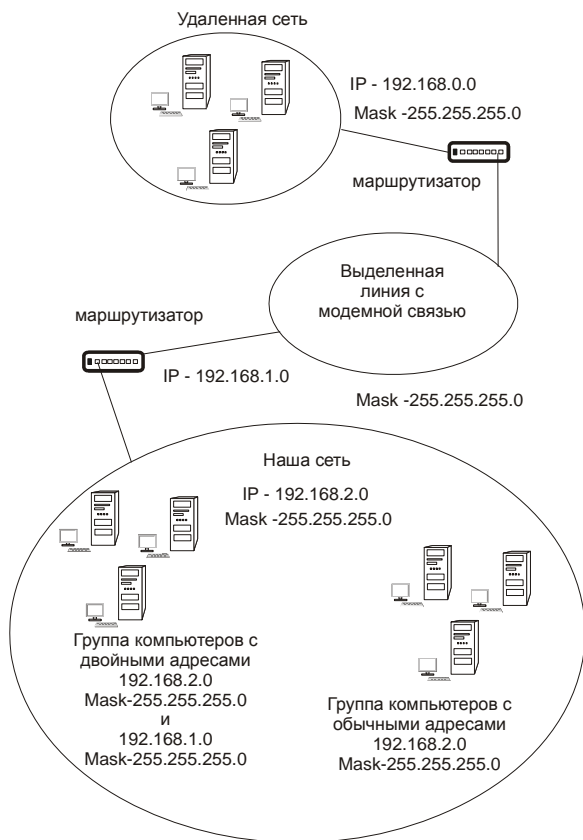 Удаленная сеть
IP - 192.168.0.0
Mask -255.255.255.0
маршрутизатор
Выделенная
линия с
модемной связью
маршрутизатор
IP - 192.168.1.0
Mask -255.255.255.0
Наша сеть
IP - 192.168.2.0
Mask -255.255.255.0
Группа компьютеров с
двойными адресами
192.168.2.0
Mask-255.255.255.0
и
192.168.1.0
Mask-255.255.255.0
Группа компьютеров с
обычными адресами
192.168.2.0
Mask-255.255.255.0